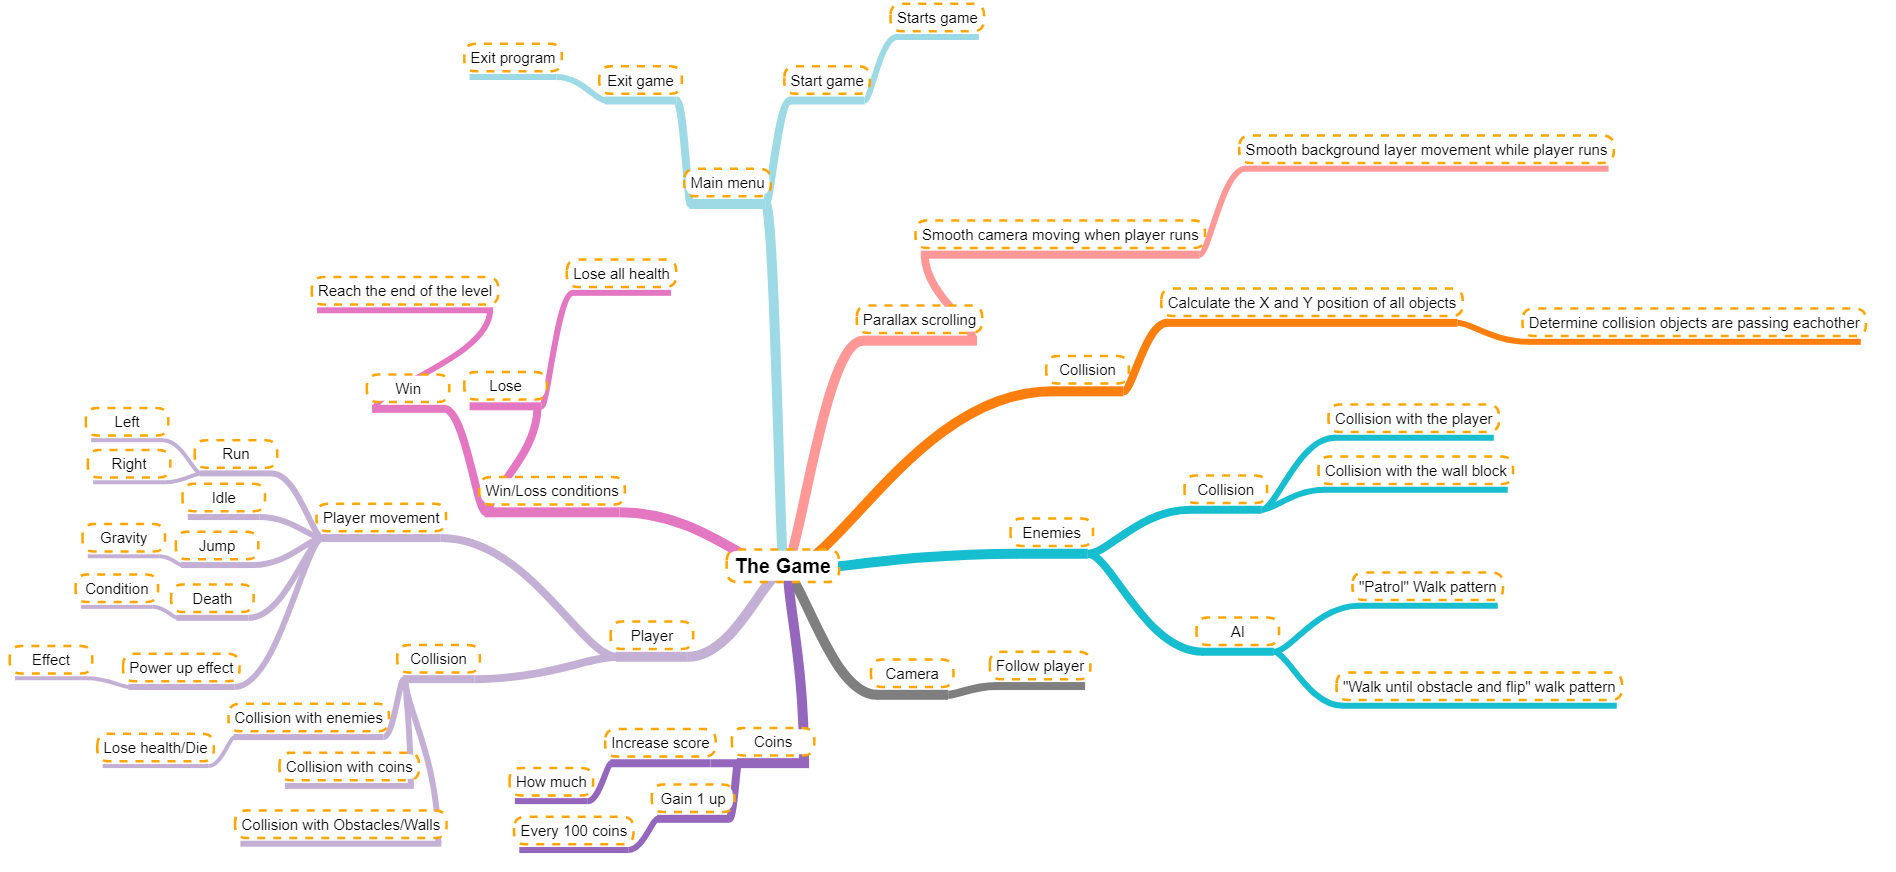 Starts game
Exit program
Exit game
Start game
Main menu
Smooth background layer movement while player runs
Smooth camera moving when player runs
Parallax scrolling
Lose all health
Reach the end of the level
Win
Lose
Win/Loss conditions
Calculate the X and Y position of all objects
Determine collision objects are passing eachother
Collision
Collision with the player
Collision with the wall block
Collision
Enemies
"Patrol" Walk pattern
AI
"Walk until obstacle and flip" walk pattern
The Game
Left
Right
Run
Idle
Player movement
Gravity
Jump
Condition
Death
Effect
Power up effect
Player
Collision
Collision with enemies
Lose health/Die
Collision with coins
Collision with Obstacles/Walls
Camera
Follow player
Coins
Increase score
How much
Gain 1 up
Every 100 coins